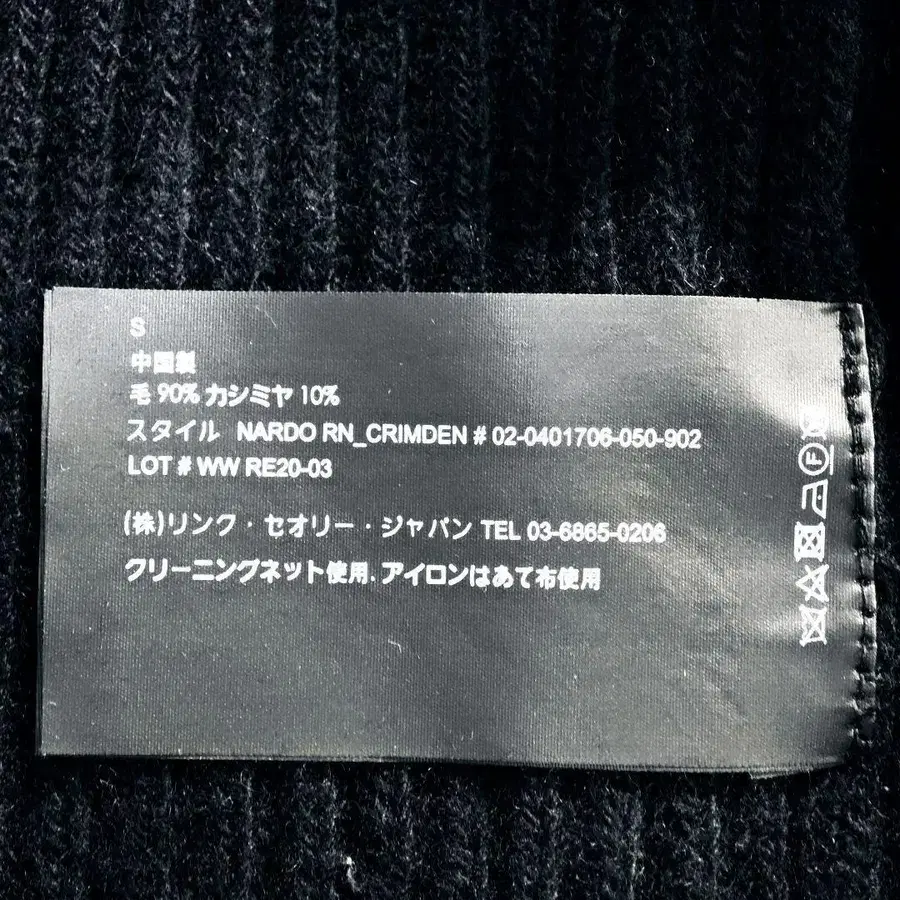 S
中国製
毛 90% カシミヤ 10%
スタイル NARDO RN_CRIMDEN # 02-0401706-050-902
LOT # WW RE20-03
(株)リンク・セオリー・ジャパン TEL 03-6865-0206
クリーニングネット使用、アイロンはあて布使用
F